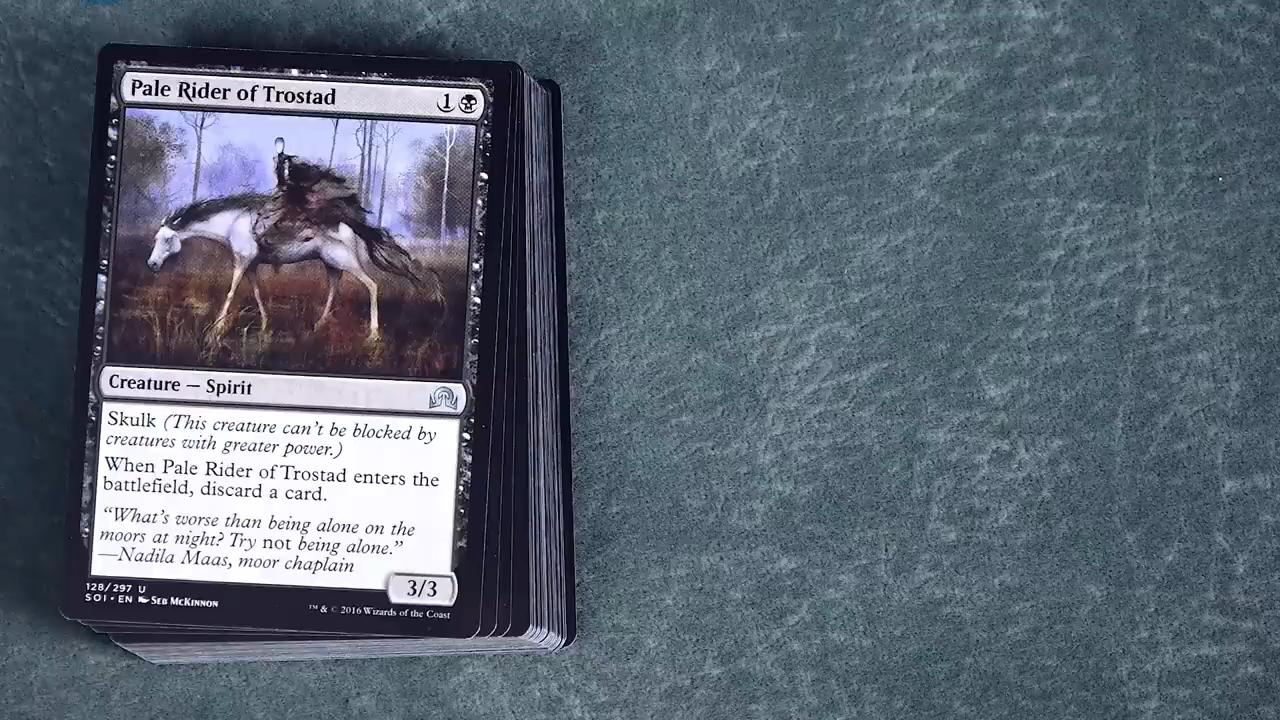 Pale Rider of Trostad 1
Creature — Spirit
Skulk (This creature can't be blocked by
creatures with greater power.)
When Pale Rider of Trostad enters the
battlefield, discard a card.
“What's worse than being alone on the
moors at night? Try not being alone.”
—Nadila Maas, moor chaplain
3/3
128/297 U
SOI • EN Seb McKinnon
™ & © 2016 Wizards of the Coast